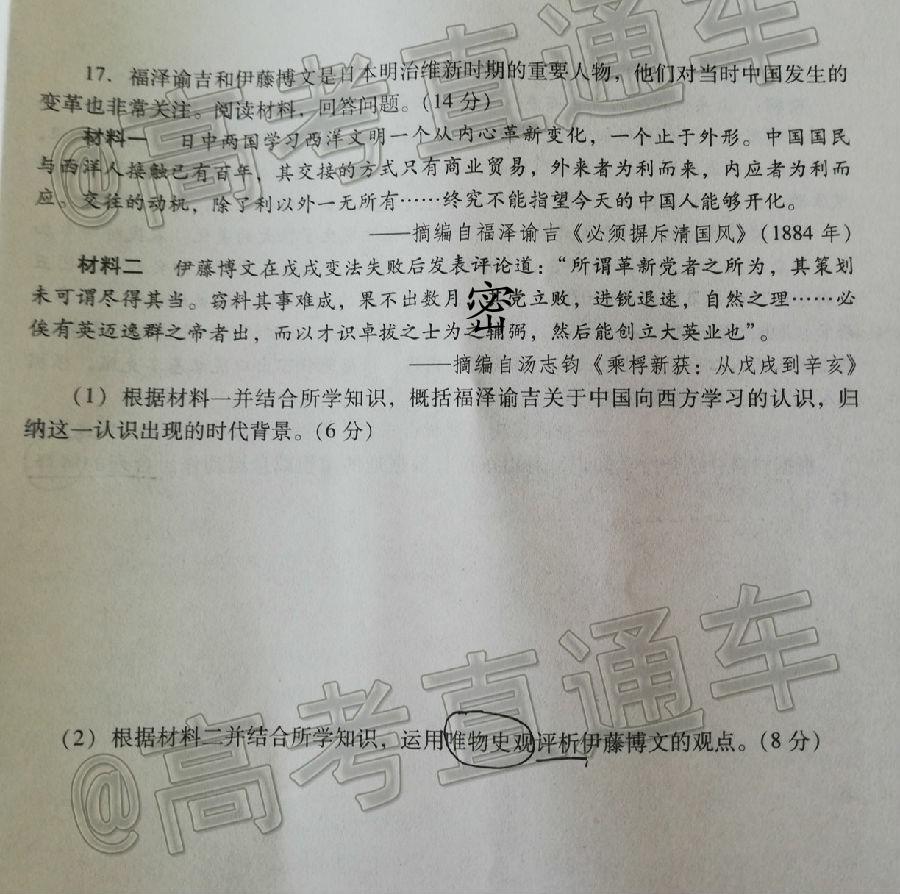 17. 福泽谕吉和伊藤博文是日本明治维新时期的重要人物，他们对当时中国发生的
变革也非常关注。阅读材料，回答问题。(14分)
材料一 日中两国学习西洋文明一个从内心革新变化，一个止于外形。中国国民
与西洋人接触已有百年，其交接的方式只有商业贸易，外来者为利而来，内应者为利而
应。交往的动机，除了利以外一无所有……终究不能指望今天的中国人能够开化。
——摘编自福泽谕吉《必须摒斥清国风》(1884年)
材料二 伊藤博文在戊戌变法失败后发表评论道：“所谓革新党者之所为，其策划
未可谓尽得其当。窃料其事难成，果不出数月 密 党立败，进锐退速，自然之理……必
俟有英迈逸群之帝者出，而以才识卓拔之士为之辅弼，然后能创立大英业也”。
——摘编自汤志钧《乘桴新获：从戊戌到辛亥》
(1) 根据材料一并结合所学知识，概括福泽谕吉关于中国向西方学习的认识，归
纳这一认识出现的时代背景。(6分)
(2) 根据材料二并结合所学知识，运用唯物史观评析伊藤博文的观点。(8分)
@高考直通车
@高考直通车